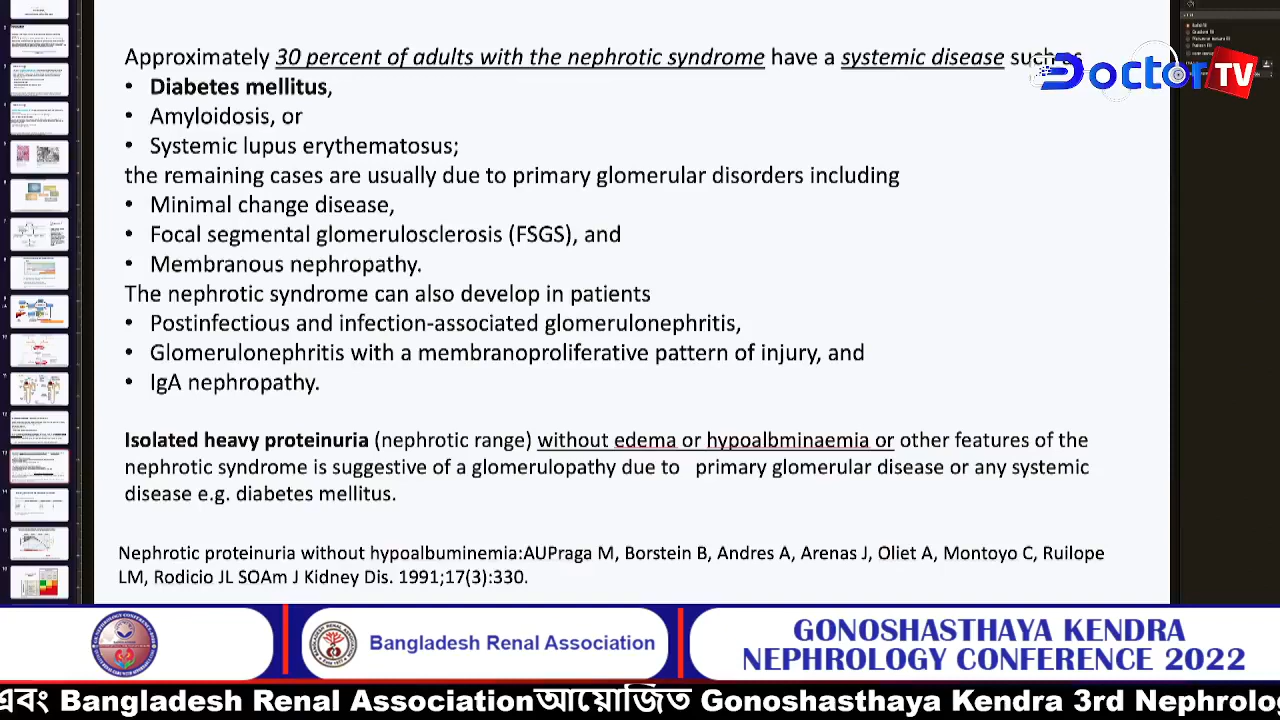 Approximately 30 percent of adults with the nephrotic syndrome have a systemic disease such as
Doctor TV
• Diabetes mellitus,
• Amyloidosis, or
• Systemic lupus erythematosus;
the remaining cases are usually due to primary glomerular disorders including
• Minimal change disease,
• Focal segmental glomerulosclerosis (FSGS), and
• Membranous nephropathy.
The nephrotic syndrome can also develop in patients
• Postinfectious and infection-associated glomerulonephritis,
• Glomerulonephritis with a membranoproliferative pattern of injury, and
• IgA nephropathy.
Isolated heavy proteinuria (nephrotic range) without edema or hypoalbminaemia or other features of the
nephrotic syndrome is suggestive of a glomerulopathy due to primary glomerular disease or any systemic
disease e.g. diabetes mellitus.
Nephrotic proteinuria without hypoalbuminemia:AUPraga M, Borstein B, Andres A, Arenas J, Oliet A, Montoyo C, Ruilope
LM, Rodicio JL SOAm J Kidney Dis. 1991;17(3):330.
Bangladesh Renal Association
GONOSHASTHAYA KENDRA
NEPHROLOGY CONFERENCE 2022
এবং Bangladesh Renal Associationআয়োজিত Gonoshasthaya Kendra 3rd Nephrolo